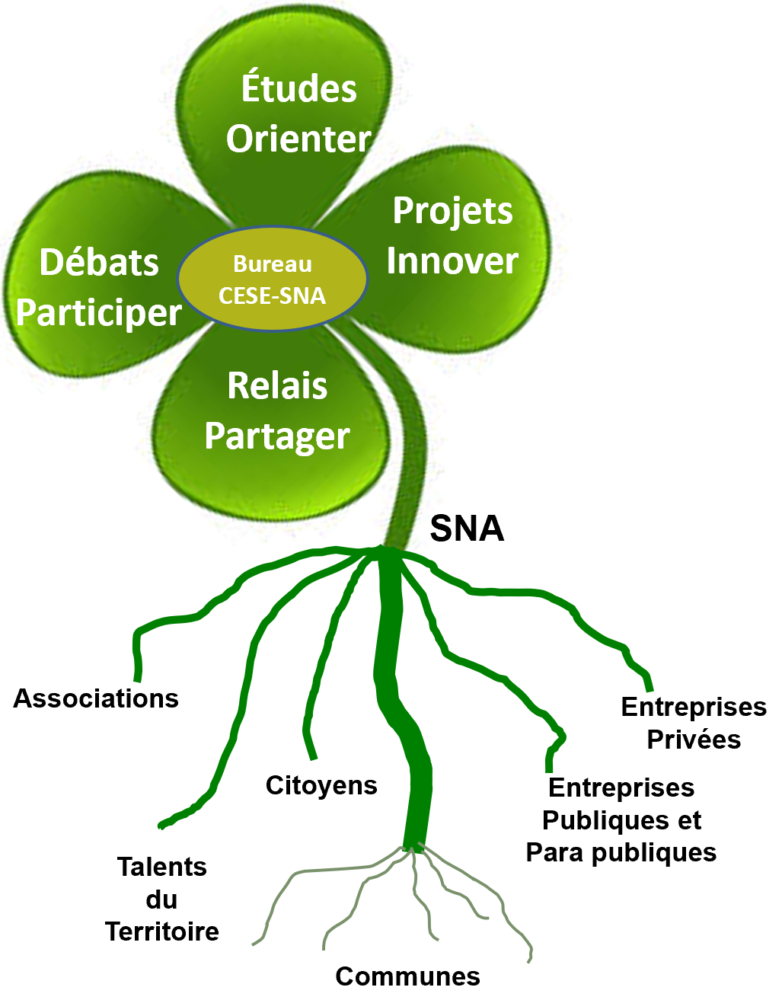 Études
Orienter
Projets
Innover
Débats
Participer
Bureau
CESE-SNA
Relais
Partager
SNA
Associations
Entreprises
Privées
Citoyens
Entreprises
Publiques et
Para publiques
Talents
du
Territoire
Communes